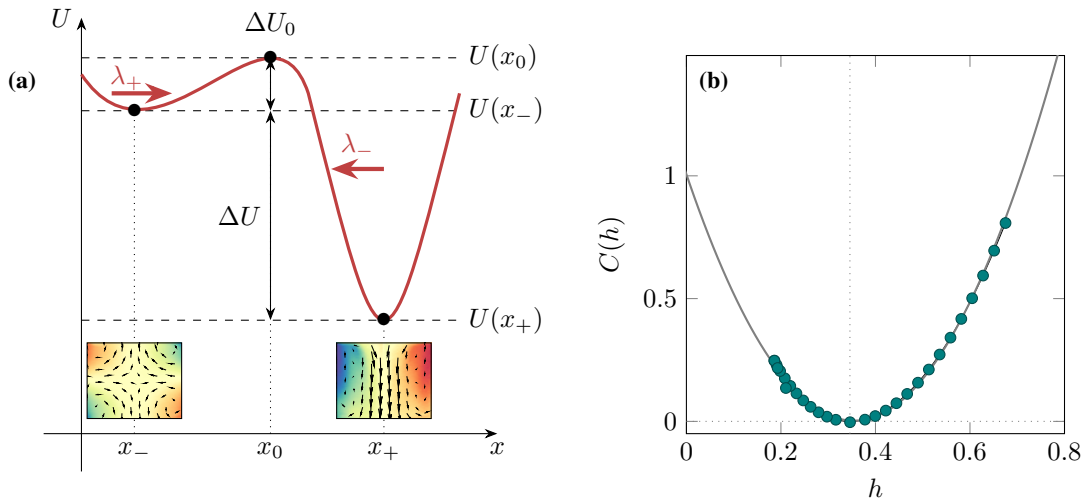 (a)
U
ΔU₀
U(x₀)
λ₊
U(x₋)
λ₋
ΔU
U(x₊)
x₋
x₀
x₊
x
(b)
C(h)
1
0.5
0
0
0.2
0.4
0.6
0.8
h